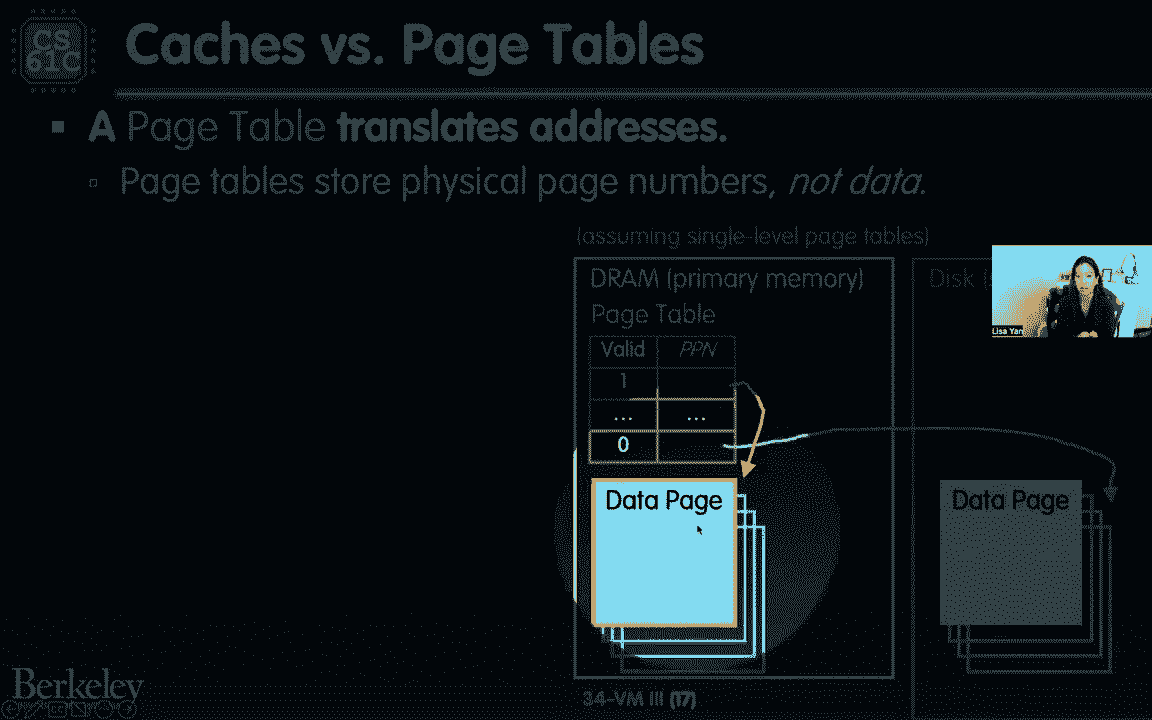 CS
61C
Caches vs. Page Tables
A Page Table translates addresses.
Page tables store physical page numbers, not data.
(assuming single-level page tables)
DRAM (primary memory)
Disk (s
Page Table
Valid PPN
1
... ...
0
Data Page
Data Page
Lisa Yan
Berkeley
34-VM III (17)